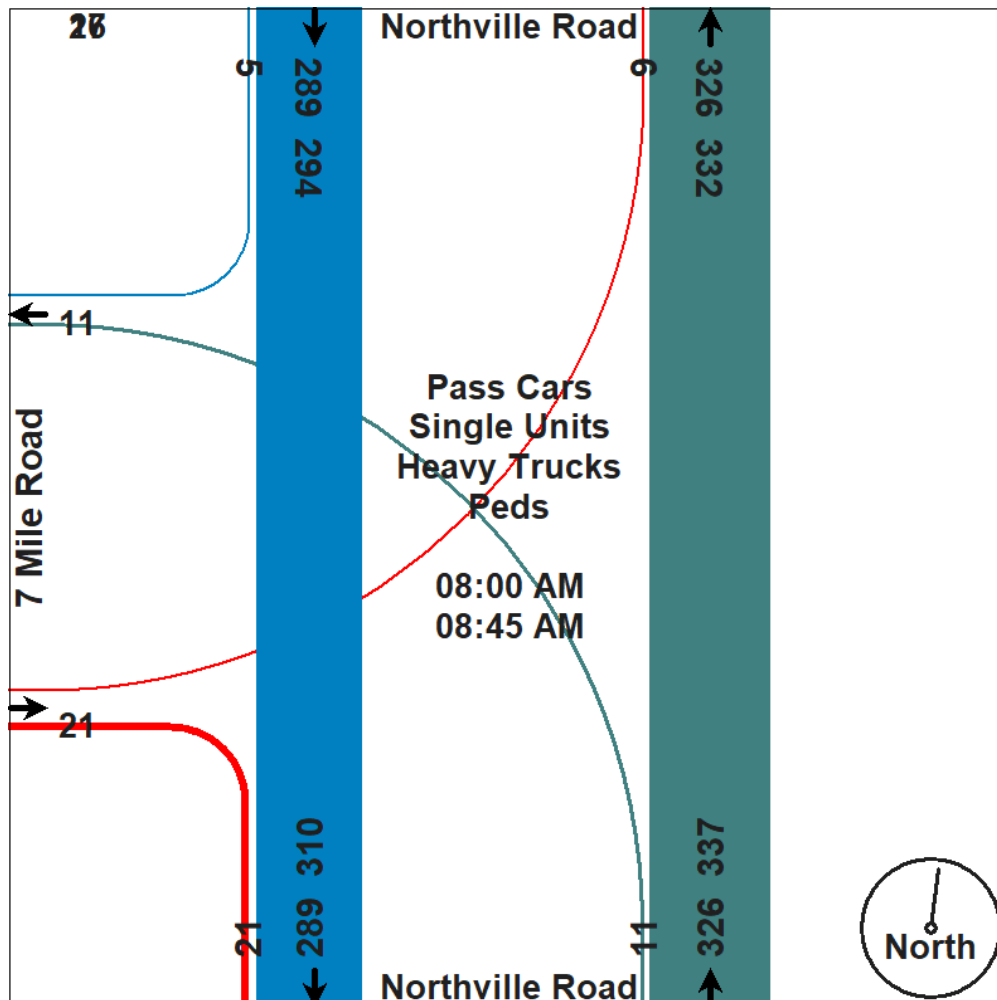 Northville Road
5
289 294
6
326 332
11
Pass Cars
Single Units
Heavy Trucks
Peds
08:00 AM
08:45 AM
7 Mile Road
21
21
289 310
11
326 337
North
Northville Road